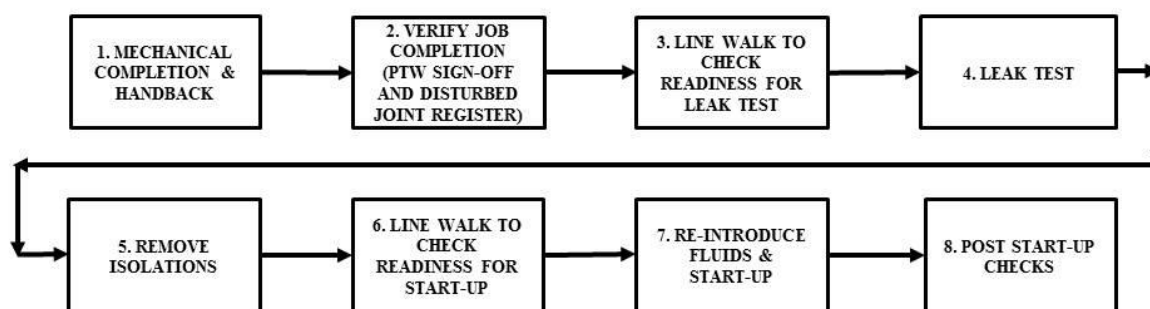 1. MECHANICAL
COMPLETION &
HANDBACK
2. VERIFY JOB
COMPLETION
(PTW SIGN-OFF
AND DISTURBED
JOINT REGISTER)
3. LINE WALK TO
CHECK
READINESS FOR
LEAK TEST
4. LEAK TEST
5. REMOVE
ISOLATIONS
6. LINE WALK TO
CHECK
READINESS FOR
START-UP
7. RE-INTRODUCE
FLUIDS &
START-UP
8. POST START-UP
CHECKS